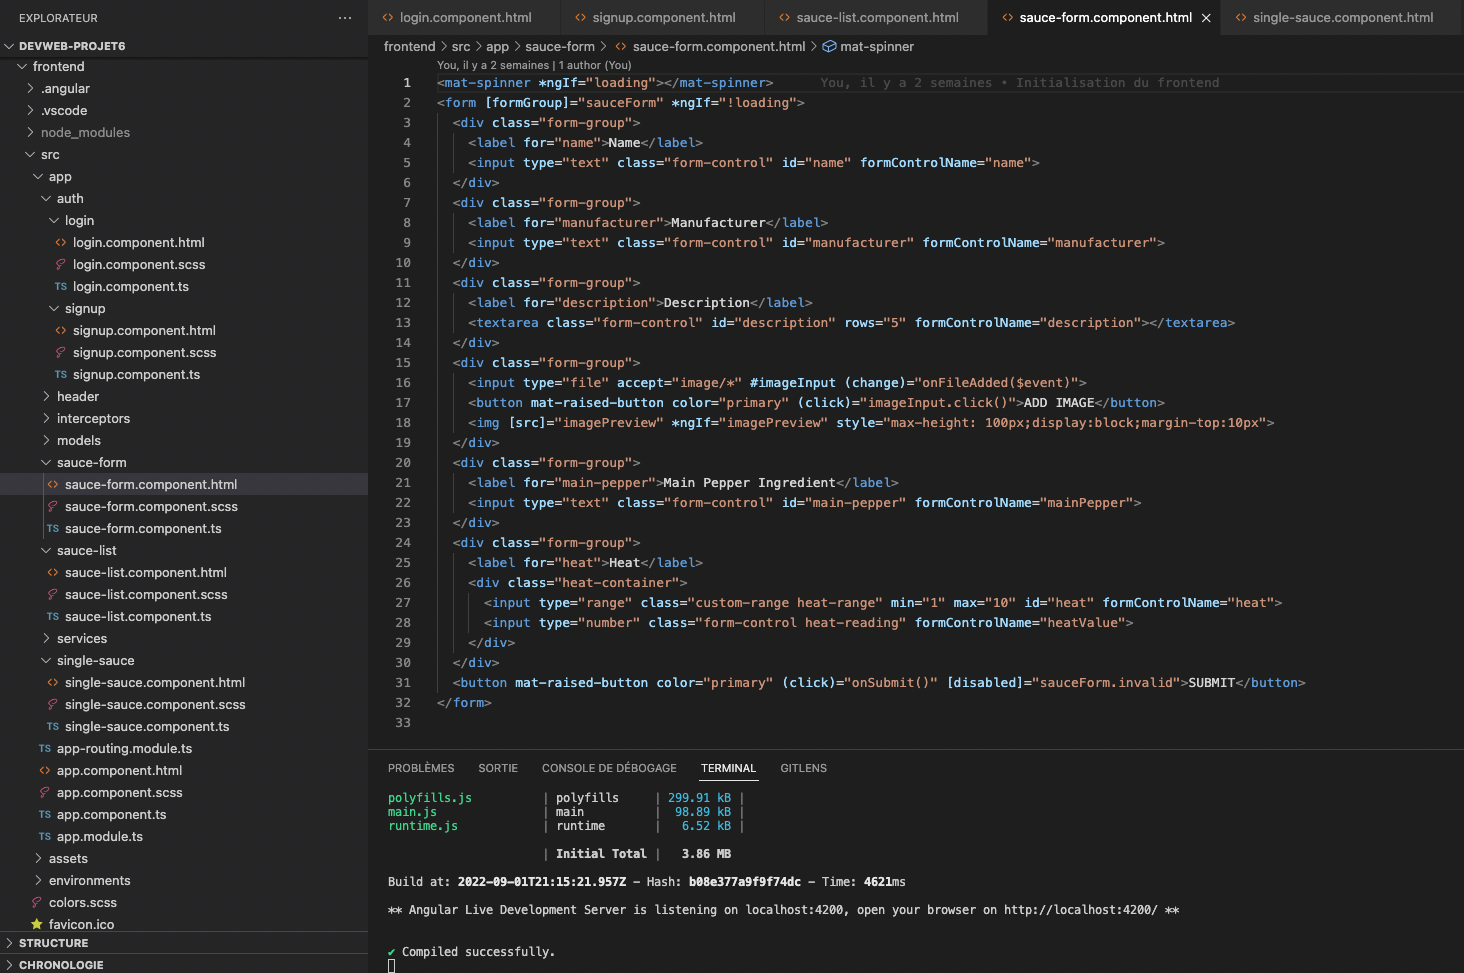 EXPLORATEUR
DEVWEB-PROJET6
frontend
.angular
.vscode
node_modules
src
app
auth
login
login.component.html
login.component.scss
TS login.component.ts
signup
signup.component.html
signup.component.scss
TS signup.component.ts
header
interceptors
models
sauce-form
sauce-form.component.html
sauce-form.component.scss
TS sauce-form.component.ts
sauce-list
sauce-list.component.html
sauce-list.component.scss
TS sauce-list.component.ts
services
single-sauce
single-sauce.component.html
single-sauce.component.scss
TS single-sauce.component.ts
TS app-routing.module.ts
app.component.html
app.component.scss
TS app.component.ts
TS app.module.ts
assets
environments
colors.scss
favicon.ico
STRUCTURE
CHRONOLOGIE
login.component.html signup.component.html sauce-list.component.html sauce-form.component.html single-sauce.component.html
frontend > src > app > sauce-form > sauce-form.component.html > mat-spinner
You, il y a 2 semaines | 1 author (You)
1 <mat-spinner *ngIf="loading"></mat-spinner> You, il y a 2 semaines • Initialisation du frontend
2 <form [formGroup]="sauceForm" *ngIf="!loading">
3 <div class="form-group">
4 <label for="name">Name</label>
5 <input type="text" class="form-control" id="name" formControlName="name">
6 </div>
7 <div class="form-group">
8 <label for="manufacturer">Manufacturer</label>
9 <input type="text" class="form-control" id="manufacturer" formControlName="manufacturer">
10 </div>
11 <div class="form-group">
12 <label for="description">Description</label>
13 <textarea class="form-control" id="description" rows="5" formControlName="description"></textarea>
14 </div>
15 <div class="form-group">
16 <input type="file" accept="image/*" #imageInput (change)="onFileAdded($event)">
17 <button mat-raised-button color="primary" (click)="imageInput.click()">ADD IMAGE</button>
18 <img [src]="imagePreview" *ngIf="imagePreview" style="max-height: 100px;display:block;margin-top:10px">
19 </div>
20 <div class="form-group">
21 <label for="main-pepper">Main Pepper Ingredient</label>
22 <input type="text" class="form-control" id="main-pepper" formControlName="mainPepper">
23 </div>
24 <div class="form-group">
25 <label for="heat">Heat</label>
26 <div class="heat-container">
27 <input type="range" class="custom-range heat-range" min="1" max="10" id="heat" formControlName="heat">
28 <input type="number" class="form-control heat-reading" formControlName="heatValue">
29 </div>
30 </div>
31 <button mat-raised-button color="primary" (click)="onSubmit()" [disabled]="sauceForm.invalid">SUBMIT</button>
32 </form>
33
PROBLÈMES SORTIE CONSOLE DE DÉBOGAGE TERMINAL GITLENS
polyfills.js | polyfills | 299.91 kB |
main.js | main | 98.89 kB |
runtime.js | runtime | 6.52 kB |
| Initial Total | 3.86 MB
Build at: 2022-09-01T21:15:21.957Z - Hash: b08e377a9f9f74dc - Time: 4621ms
** Angular Live Development Server is listening on localhost:4200, open your browser on http://localhost:4200/ **
✔ Compiled successfully.